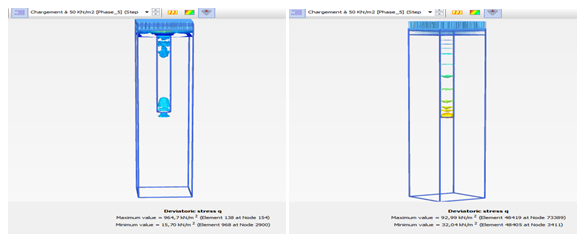 Chargement à 50 KN/m2 [Phase_5] (Step
Deviatoric stress q
Maximum value = 964,7 kN/m² (Element 138 at Node 154)
Minimum value = 15,70 kN/m² (Element 968 at Node 2900)
Chargement à 50 KN/m2 [Phase_5] (Step
Deviatoric stress q
Maximum value = 92,99 kN/m² (Element 48419 at Node 73389)
Minimum value = 32,04 kN/m² (Element 48405 at Node 3411)